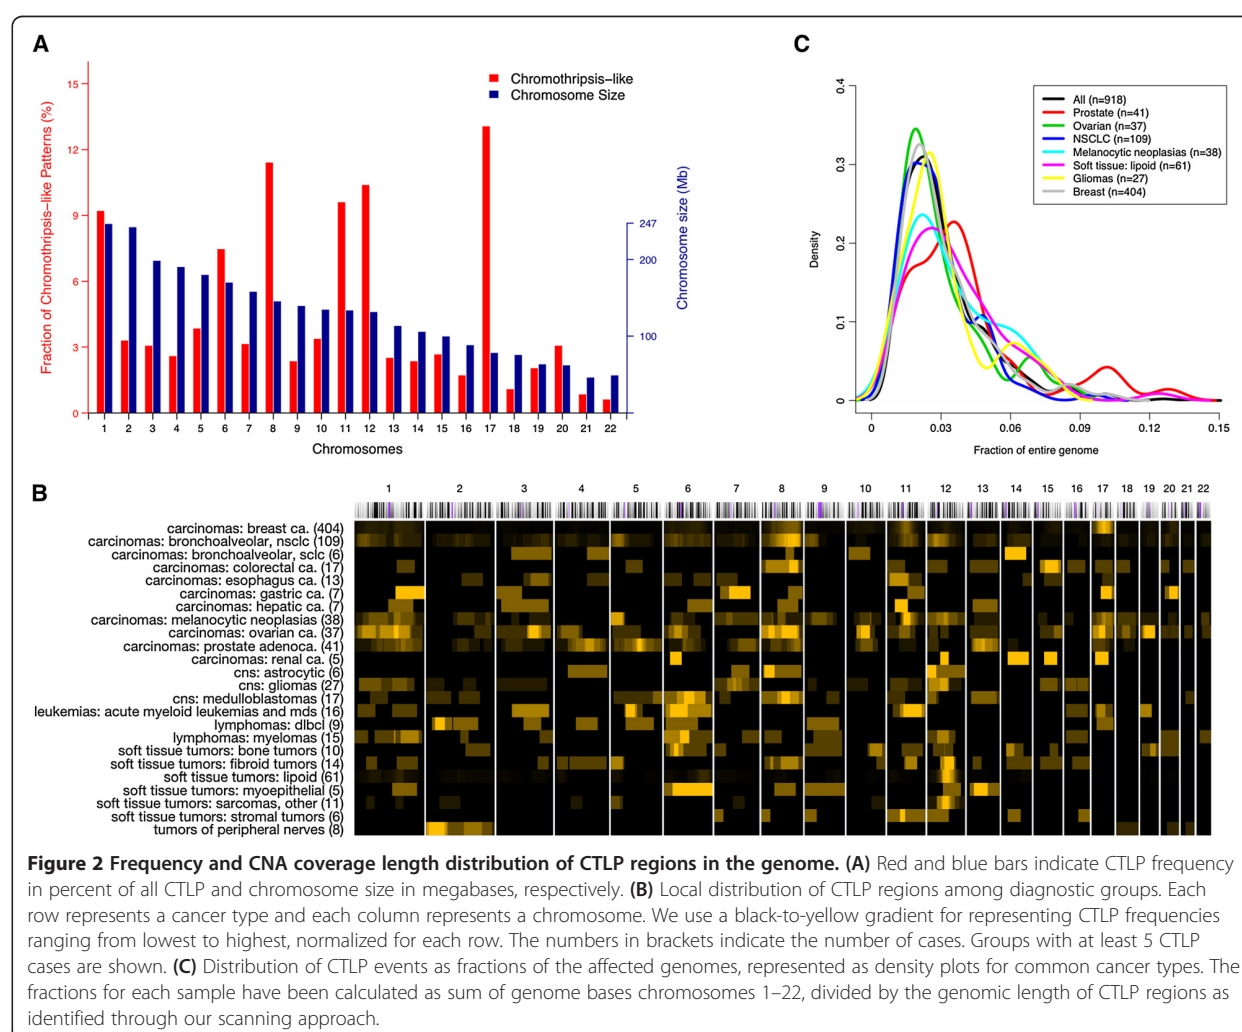 A
Chromothripsis-like
Chromosome Size
Fraction of Chromothripsis-like Patterns (%)
15
12
9
6
3
0
Chromosome size (Mb)
247
200
100
0
1 2 3 4 5 6 7 8 9 10 11 12 13 14 15 16 17 18 19 20 21 22
Chromosomes
C
Density
0.4
0.3
0.2
0.1
0
All (n=918)
Prostate (n=41)
Ovarian (n=37)
NSCLC (n=109)
Melanocytic neoplasias (n=38)
Soft tissue: lipoid (n=61)
Gliomas (n=27)
Breast (n=404)
0 0.03 0.06 0.09 0.12 0.15
Fraction of entire genome
B
1 2 3 4 5 6 7 8 9 10 11 12 13 14 15 16 17 18 19 20 21 22
carcinomas: breast ca. (404)
carcinomas: bronchoalveolar, nsclc (109)
carcinomas: bronchoalveolar, sclc (6)
carcinomas: colorectal ca. (17)
carcinomas: esophagus ca. (13)
carcinomas: gastric ca. (7)
carcinomas: hepatic ca. (7)
carcinomas: melanocytic neoplasias (38)
carcinomas: ovarian ca. (37)
carcinomas: prostate adenoca. (41)
carcinomas: renal ca. (5)
cns: astrocytic (6)
cns: gliomas (27)
cns: medulloblastomas (17)
leukemias: acute myeloid leukemias and mds (16)
lymphomas: dlbcl (9)
lymphomas: myelomas (15)
soft tissue tumors: bone tumors (10)
soft tissue tumors: fibroid tumors (14)
soft tissue tumors: lipoid (61)
soft tissue tumors: myoepithelial (5)
soft tissue tumors: sarcomas, other (11)
soft tissue tumors: stromal tumors (6)
tumors of peripheral nerves (8)
Figure 2 Frequency and CNA coverage length distribution of CTLP regions in the genome. (A) Red and blue bars indicate CTLP frequency
in percent of all CTLP and chromosome size in megabases, respectively. (B) Local distribution of CTLP regions among diagnostic groups. Each
row represents a cancer type and each column represents a chromosome. We use a black-to-yellow gradient for representing CTLP frequencies
ranging from lowest to highest, normalized for each row. The numbers in brackets indicate the number of cases. Groups with at least 5 CTLP
cases are shown. (C) Distribution of CTLP events as fractions of the affected genomes, represented as density plots for common cancer types. The
fractions for each sample have been calculated as sum of genome bases chromosomes 1–22, divided by the genomic length of CTLP regions as
identified through our scanning approach.